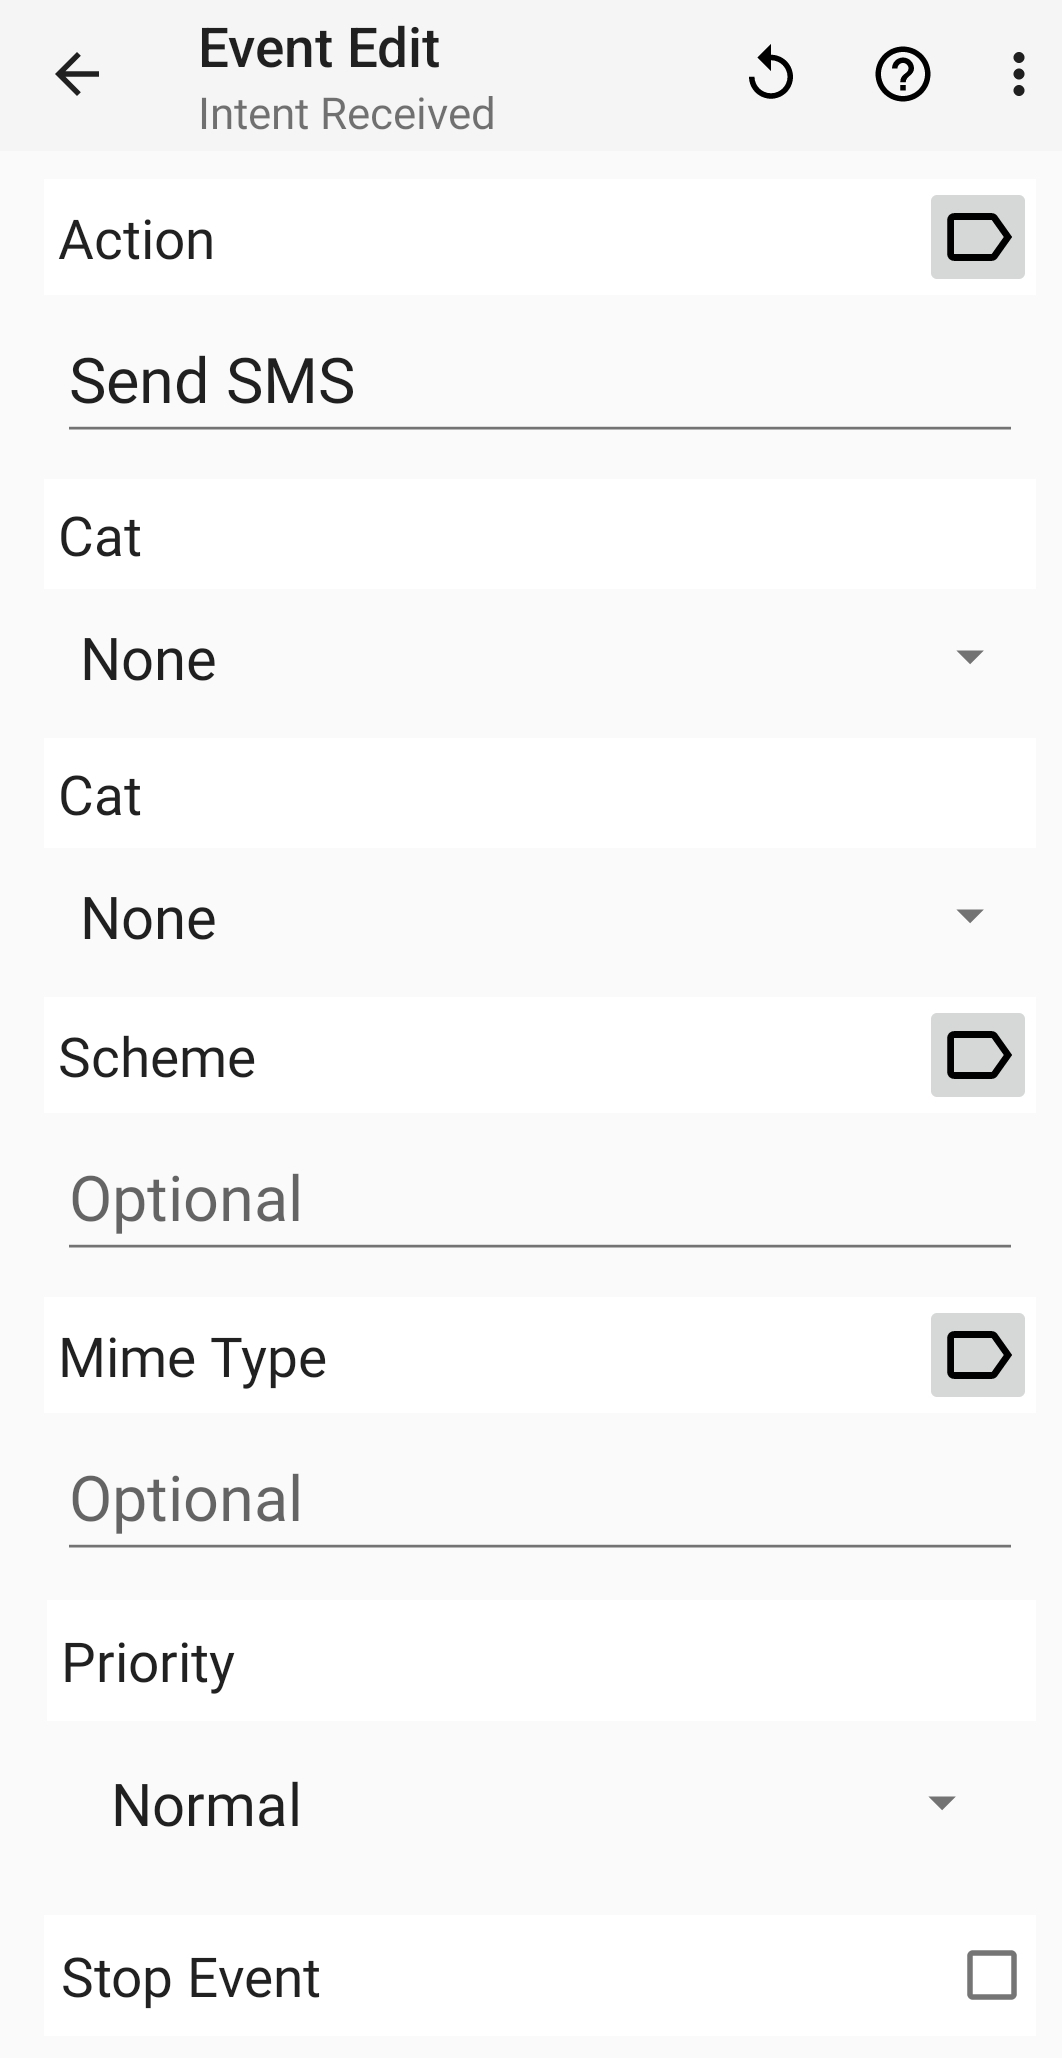 Event Edit
Intent Received
Action
Send SMS
Cat
None
Cat
None
Scheme
Optional
Mime Type
Optional
Priority
Normal
Stop Event